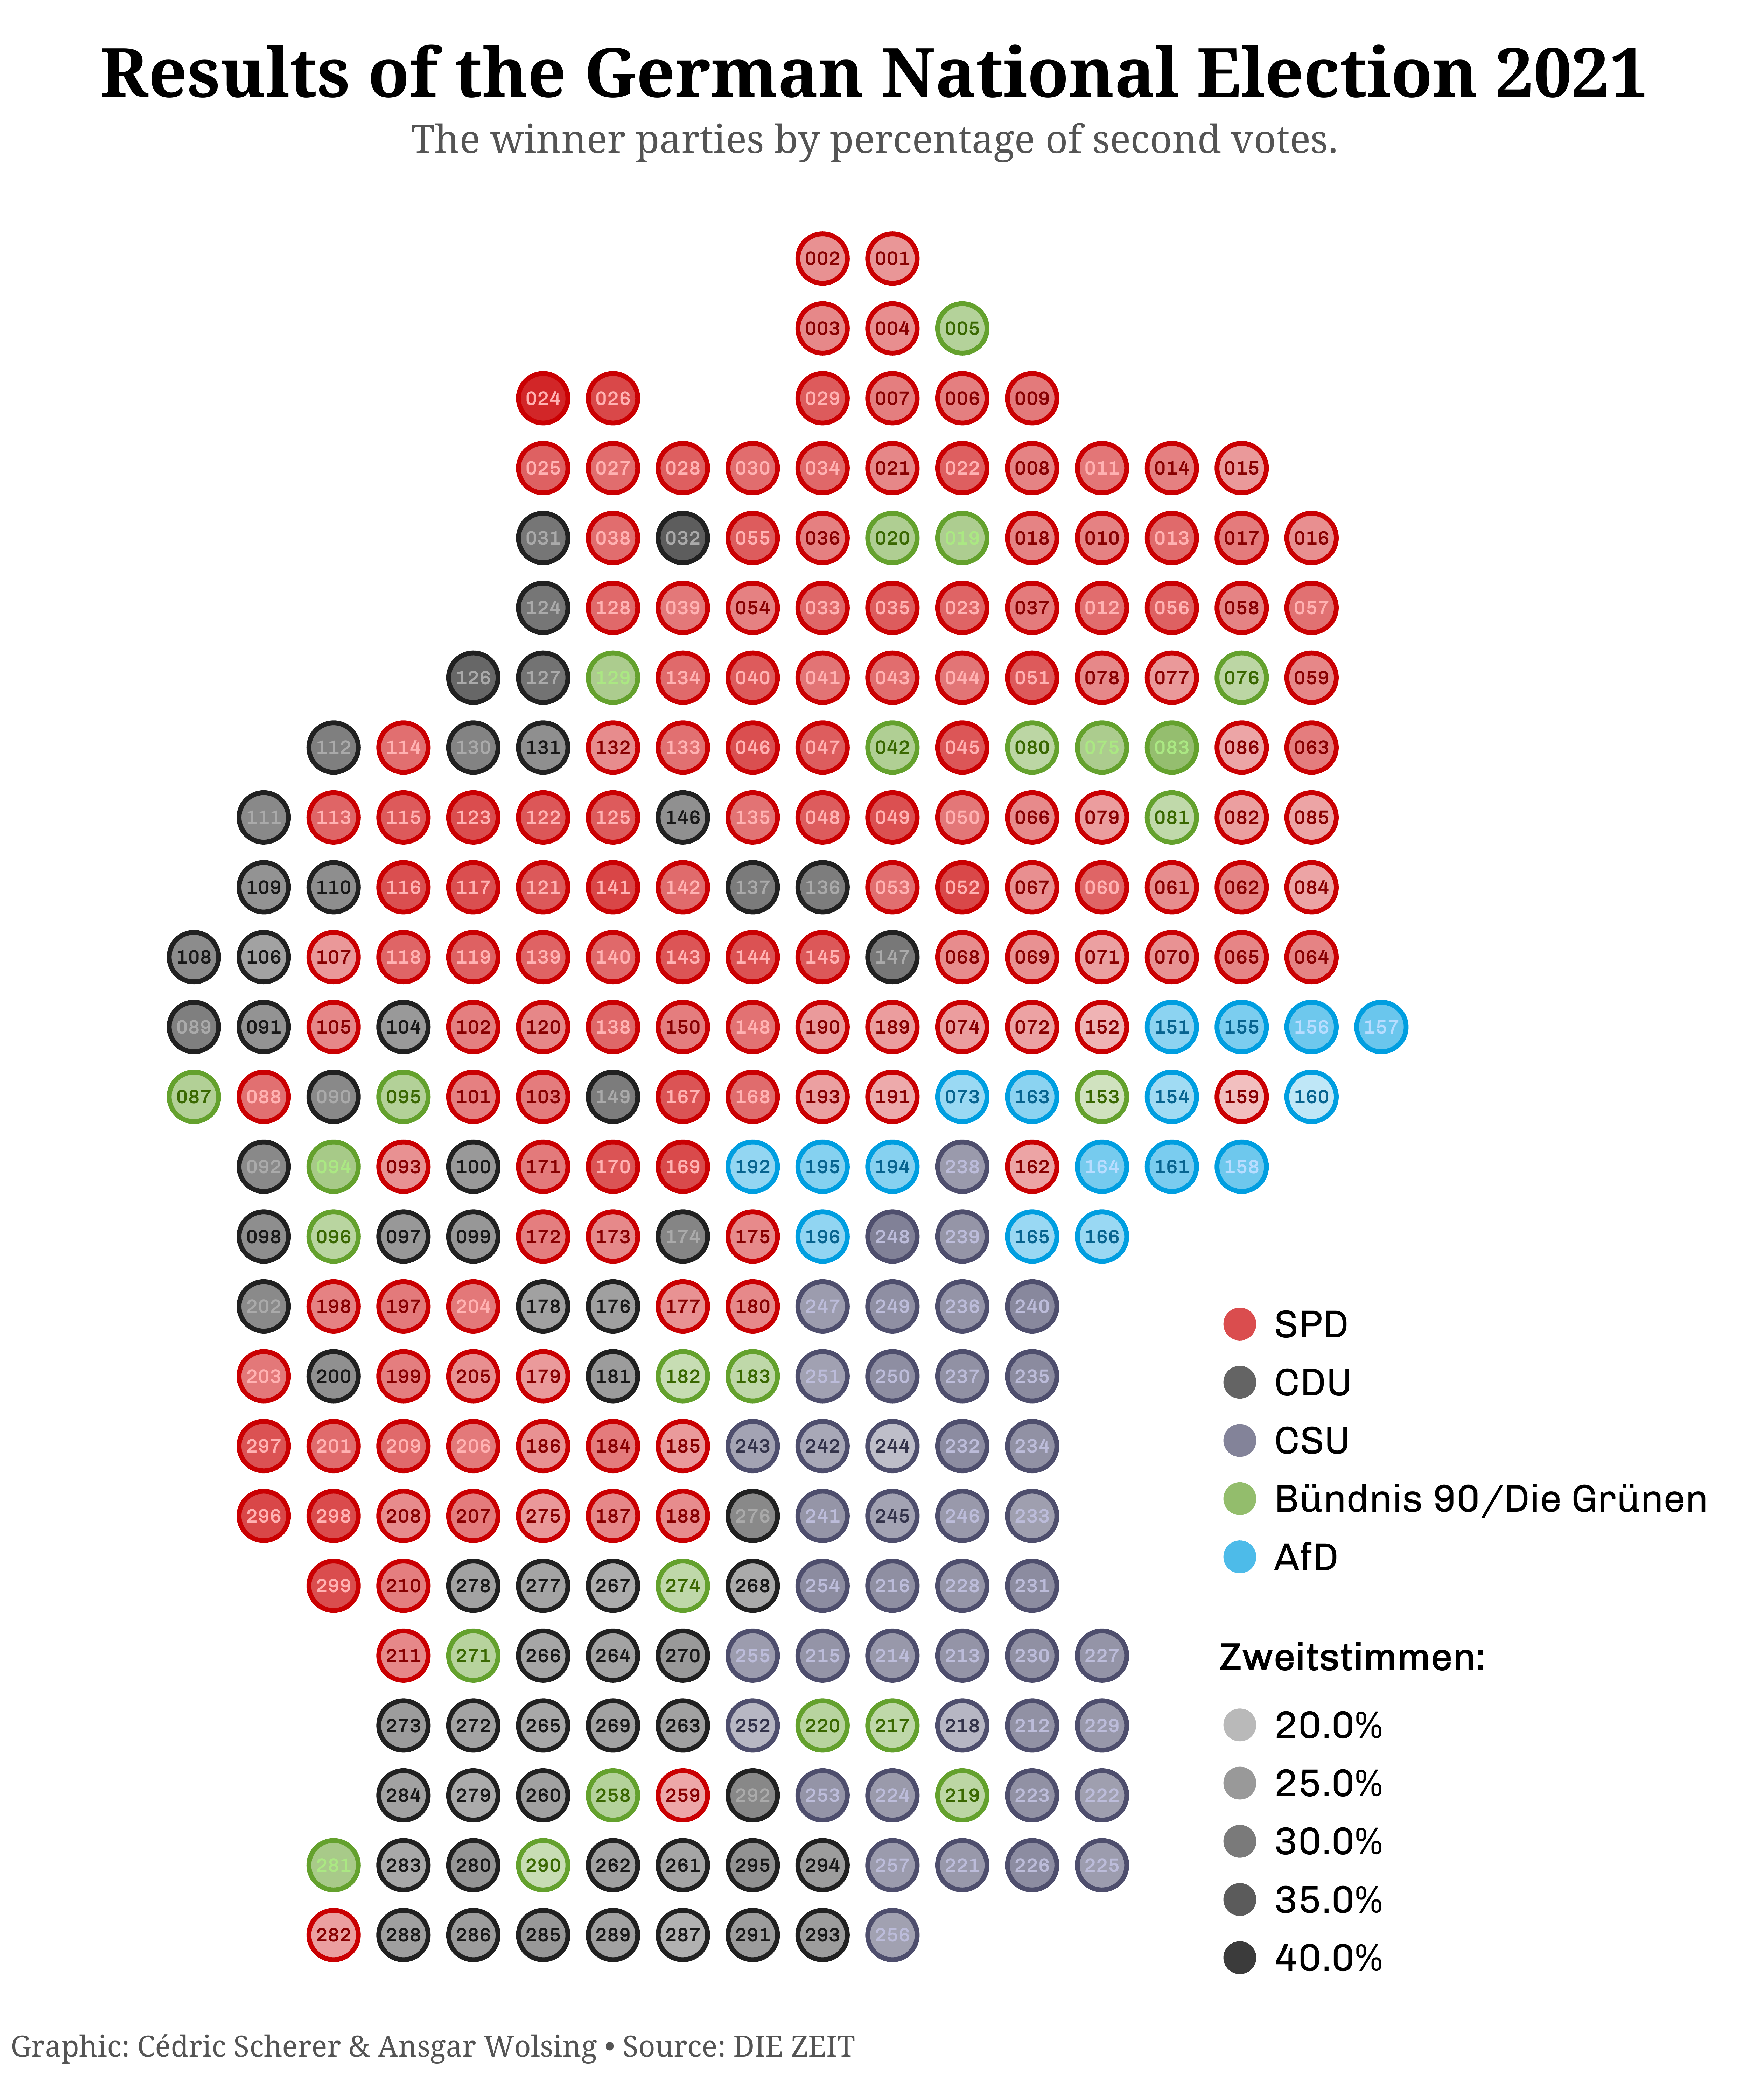 Results of the German National Election 2021
The winner parties by percentage of second votes.
002 001
003 004 005
024 026 029 007 006 009
025 027 028 030 034 021 022 008 011 014 015
031 038 032 055 036 020 019 018 010 013 017 016
124 128 039 054 033 035 023 037 012 056 058 057
126 127 129 134 040 041 043 044 051 078 077 076 059
112 114 130 131 132 133 046 047 042 045 080 075 083 086 063
111 113 115 123 122 125 146 135 048 049 050 066 079 081 082 085
109 110 116 117 121 141 142 137 136 053 052 067 060 061 062 084
108 106 107 118 119 139 140 143 144 145 147 068 069 071 070 065 064
089 091 105 104 102 120 138 150 148 190 189 074 072 152 151 155 156 157
087 088 090 095 101 103 149 167 168 193 191 073 163 153 154 159 160
092 094 093 100 171 170 169 192 195 194 238 162 164 161 158
098 096 097 099 172 173 174 175 196 248 239 165 166
202 198 197 204 178 176 177 180 247 249 236 240
203 200 199 205 179 181 182 183 251 250 237 235
297 201 209 206 186 184 185 243 242 244 232 234
296 298 208 207 275 187 188 276 241 245 246 233
299 210 278 277 267 274 268 254 216 228 231
211 271 266 264 270 255 215 214 213 230 227
273 272 265 269 263 252 220 217 218 212 229
284 279 260 258 259 292 253 224 219 223 222
281 283 280 290 262 261 295 294 257 221 226 225
282 288 286 285 289 287 291 293 256
SPD
CDU
CSU
Bündnis 90/Die Grünen
AfD
Zweitstimmen:
20.0%
25.0%
30.0%
35.0%
40.0%
Graphic: Cédric Scherer & Ansgar Wolsing • Source: DIE ZEIT